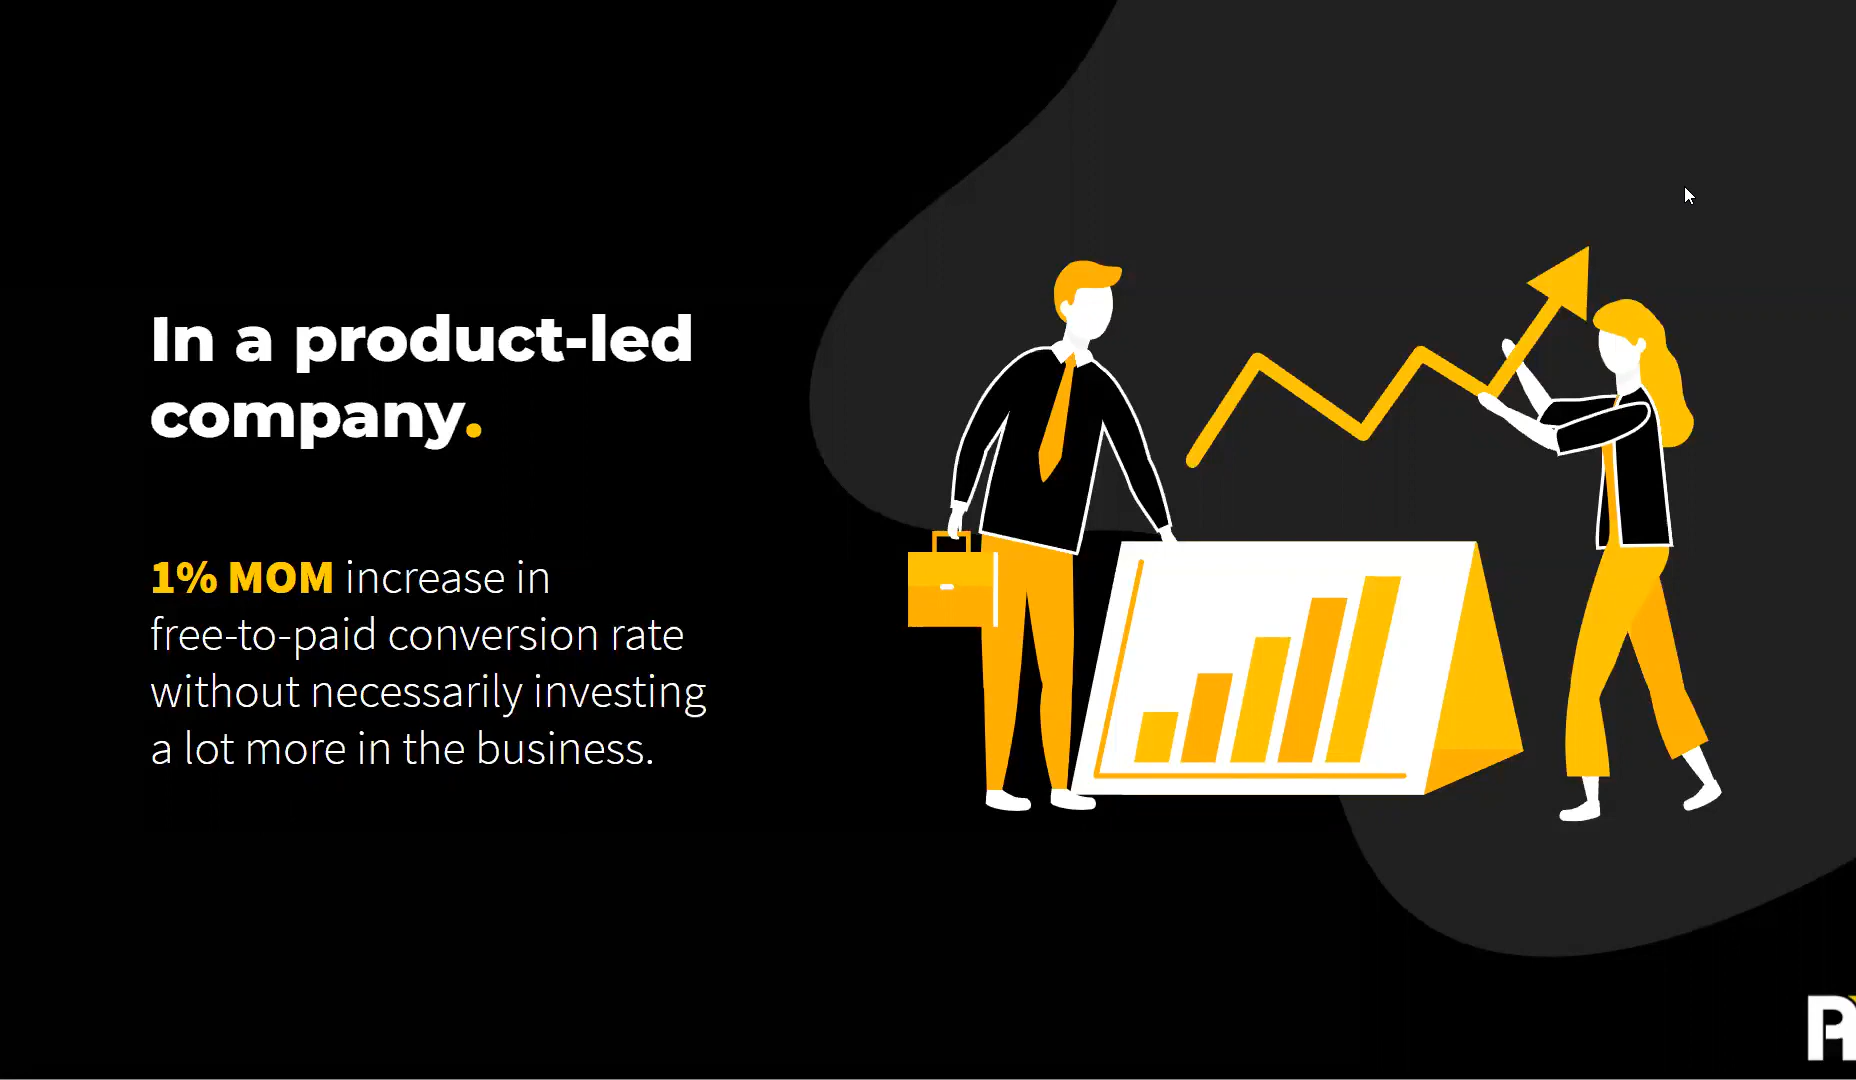 In a product-led
company.
1% MOM increase in
free-to-paid conversion rate
without necessarily investing
a lot more in the business.